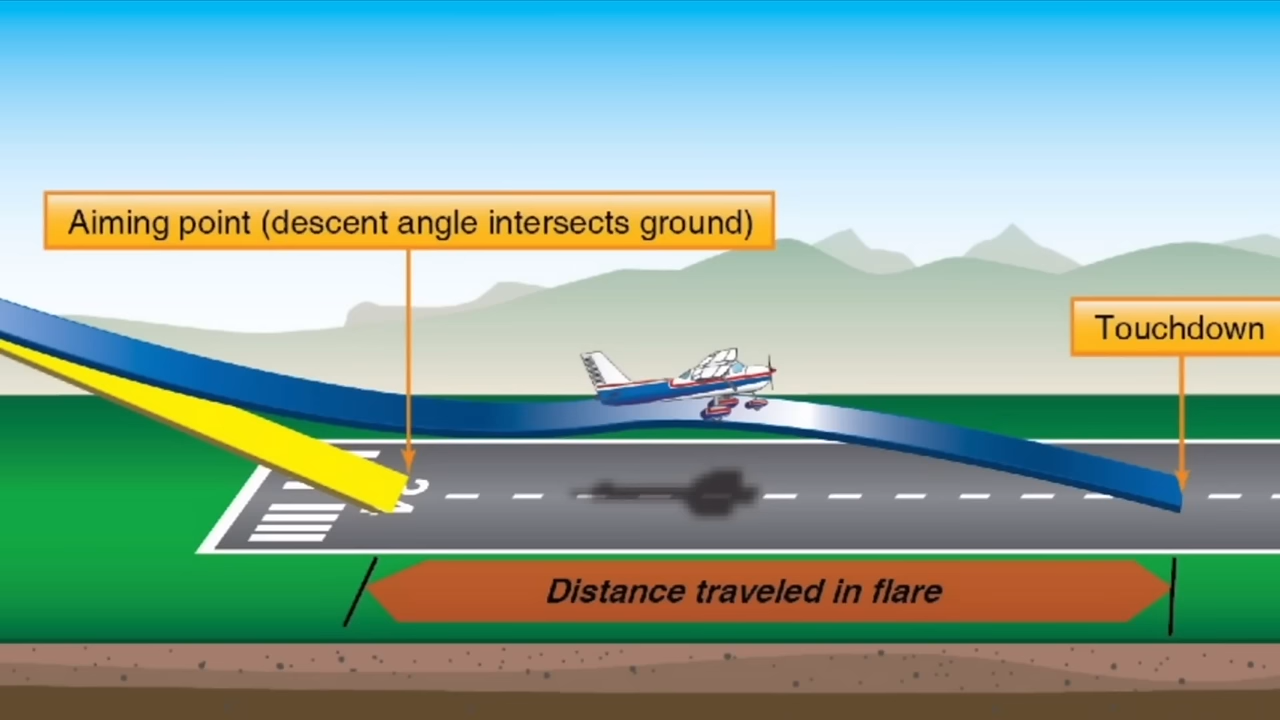 Aiming point (descent angle intersects ground)
Touchdown
Distance traveled in flare